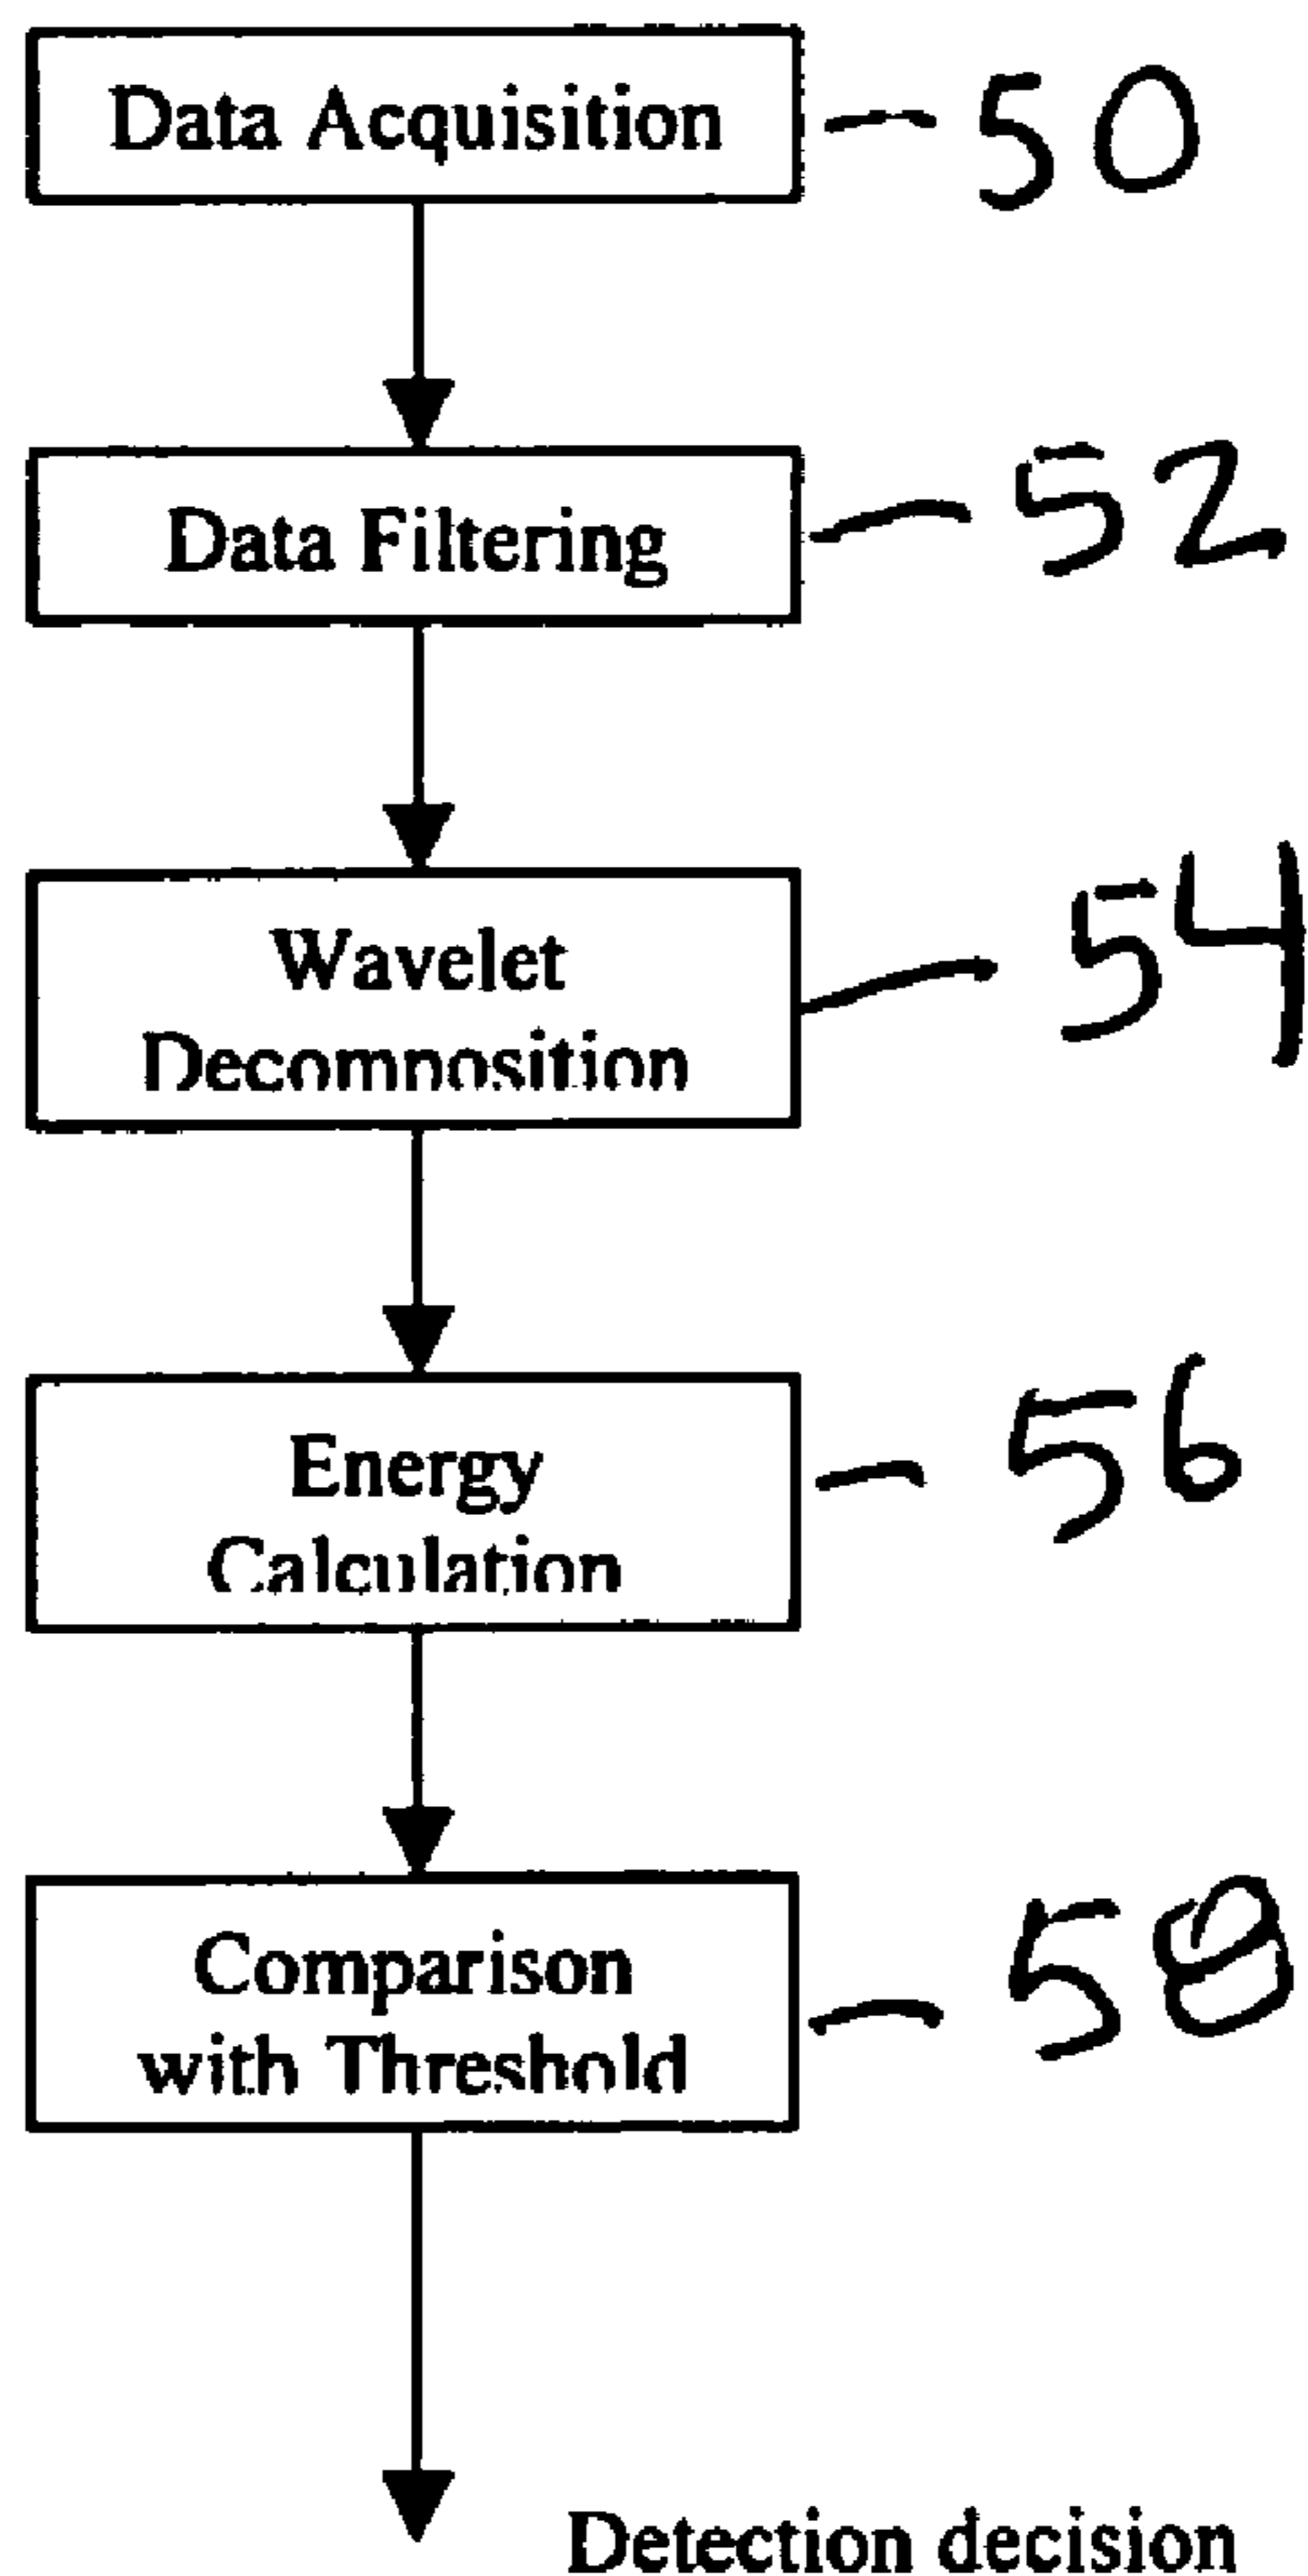 Data Acquisition
50
Data Filtering
52
Wavelet
Decomposition
54
Energy
Calculation
56
Comparison
with Threshold
58
Detection decision